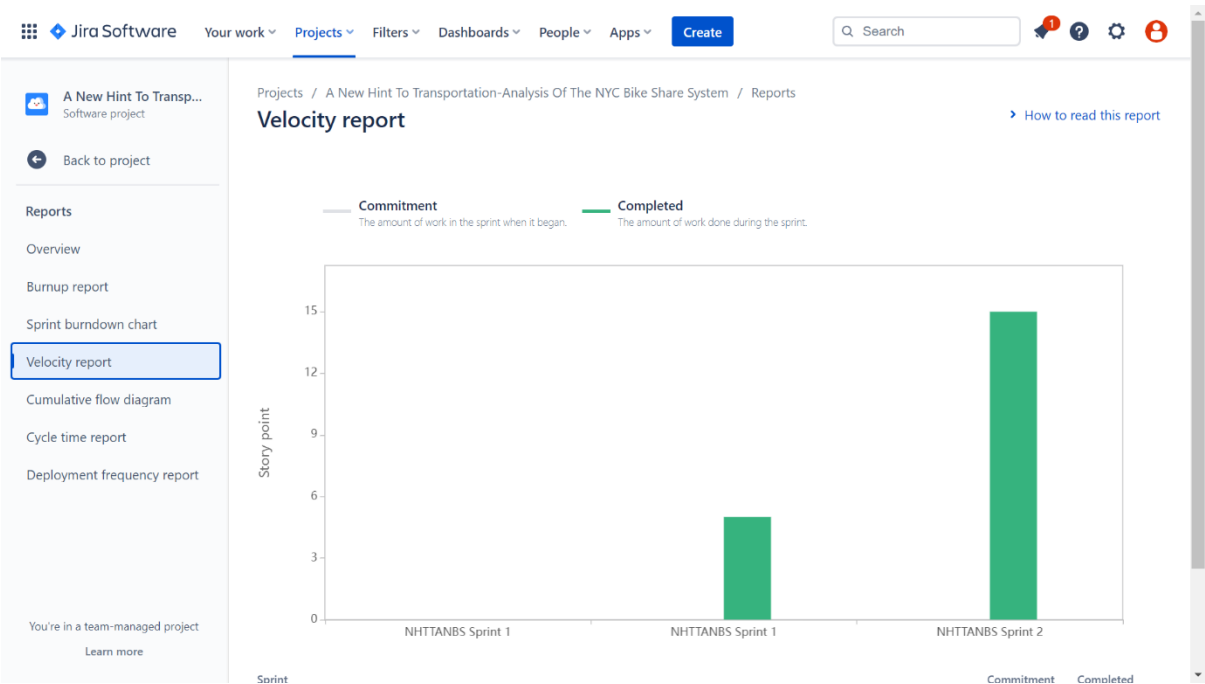 Jira Software Your work Projects Filters Dashboards People Apps Create Search 1
A New Hint To Transp...
Software project
Back to project
Reports
Overview
Burnup report
Sprint burndown chart
Velocity report
Cumulative flow diagram
Cycle time report
Deployment frequency report
You're in a team-managed project
Learn more
Projects / A New Hint To Transportation-Analysis Of The NYC Bike Share System / Reports
Velocity report
How to read this report
Commitment
The amount of work in the sprint when it began.
Completed
The amount of work done during the sprint.
Story point
15
12
9
6
3
0
NHTTANBS Sprint 1 NHTTANBS Sprint 1 NHTTANBS Sprint 2
Sprint Commitment Completed